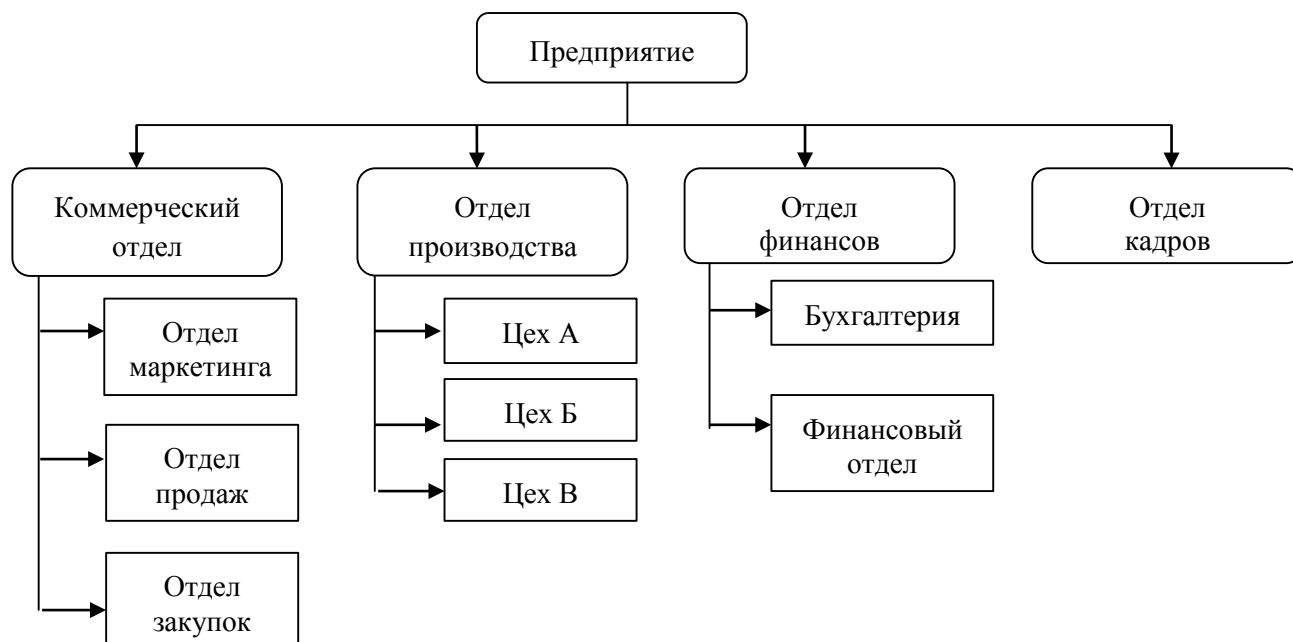 Предприятие
Коммерческий
отдел
Отдел
маркетинга
Отдел
продаж
Отдел
закупок
Отдел
производства
Цех А
Цех Б
Цех В
Отдел
финансов
Бухгалтерия
Финансовый
отдел
Отдел
кадров